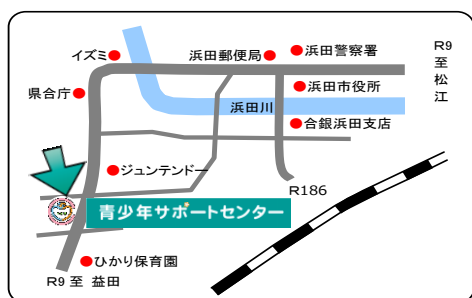 イズミ
浜田郵便局
浜田警察署
R9
至
松
江
県合庁
浜田市役所
浜田川
合銀浜田支店
ジュンテンドー
R186
青少年サポートセンター
ひかり保育園
R9 至 益田